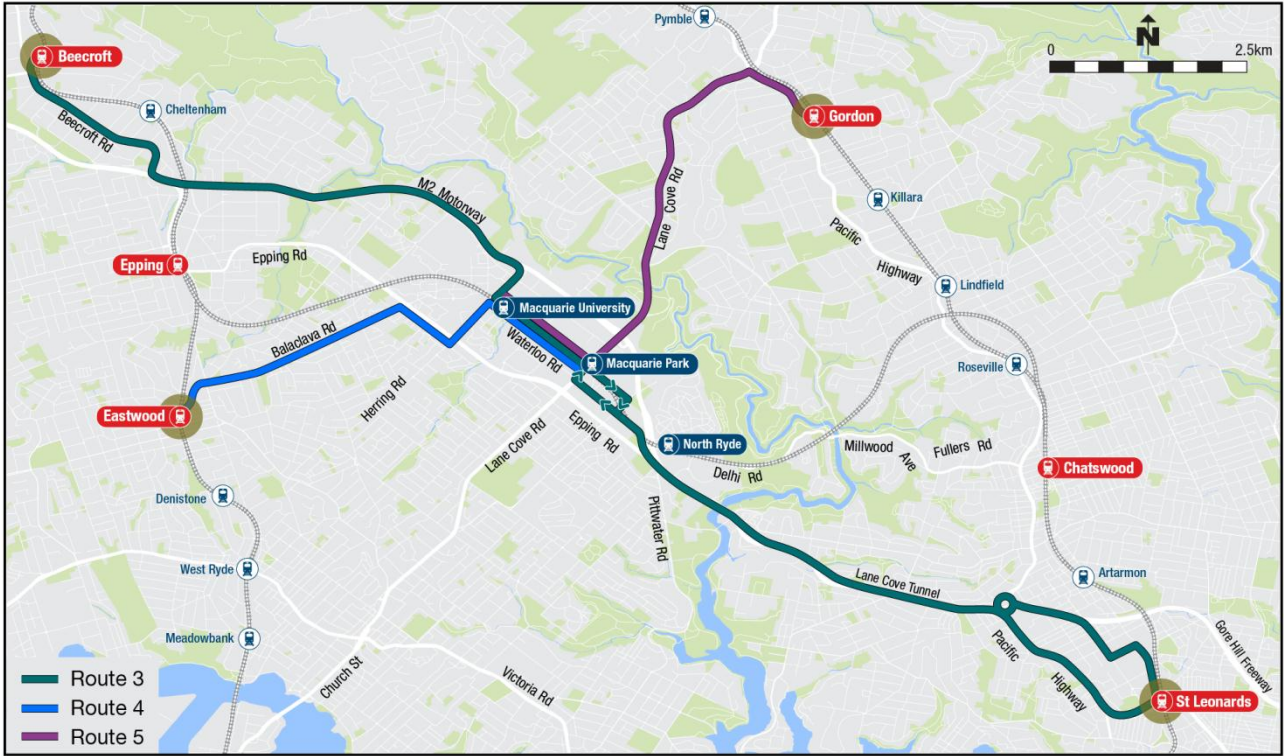 Pymble
N
0
2.5km
Beecroft
Cheltenham
Gordon
Beecroft Rd
M2 Motorway
Lane Cove Rd
Killara
Pacific
Highway
Epping Rd
Epping
Lindfield
Macquarie University
Balaclava Rd
Waterloo Rd
Macquarie Park
Roseville
Herring Rd
Eastwood
Lane Cove Rd
Epping Rd
North Ryde
Millwood Ave
Fullers Rd
Delhi Rd
Chatswood
Denistone
Pittwater Rd
West Ryde
Lane Cove Tunnel
Artarmon
Meadowbank
Pacific
Highway
Gore Hill Freeway
Church St
Victoria Rd
St Leonards
Route 3
Route 4
Route 5